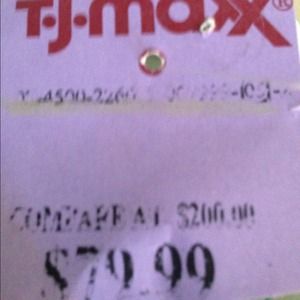 T·J·maxx®
COMPARE AT $200.00
$79.99